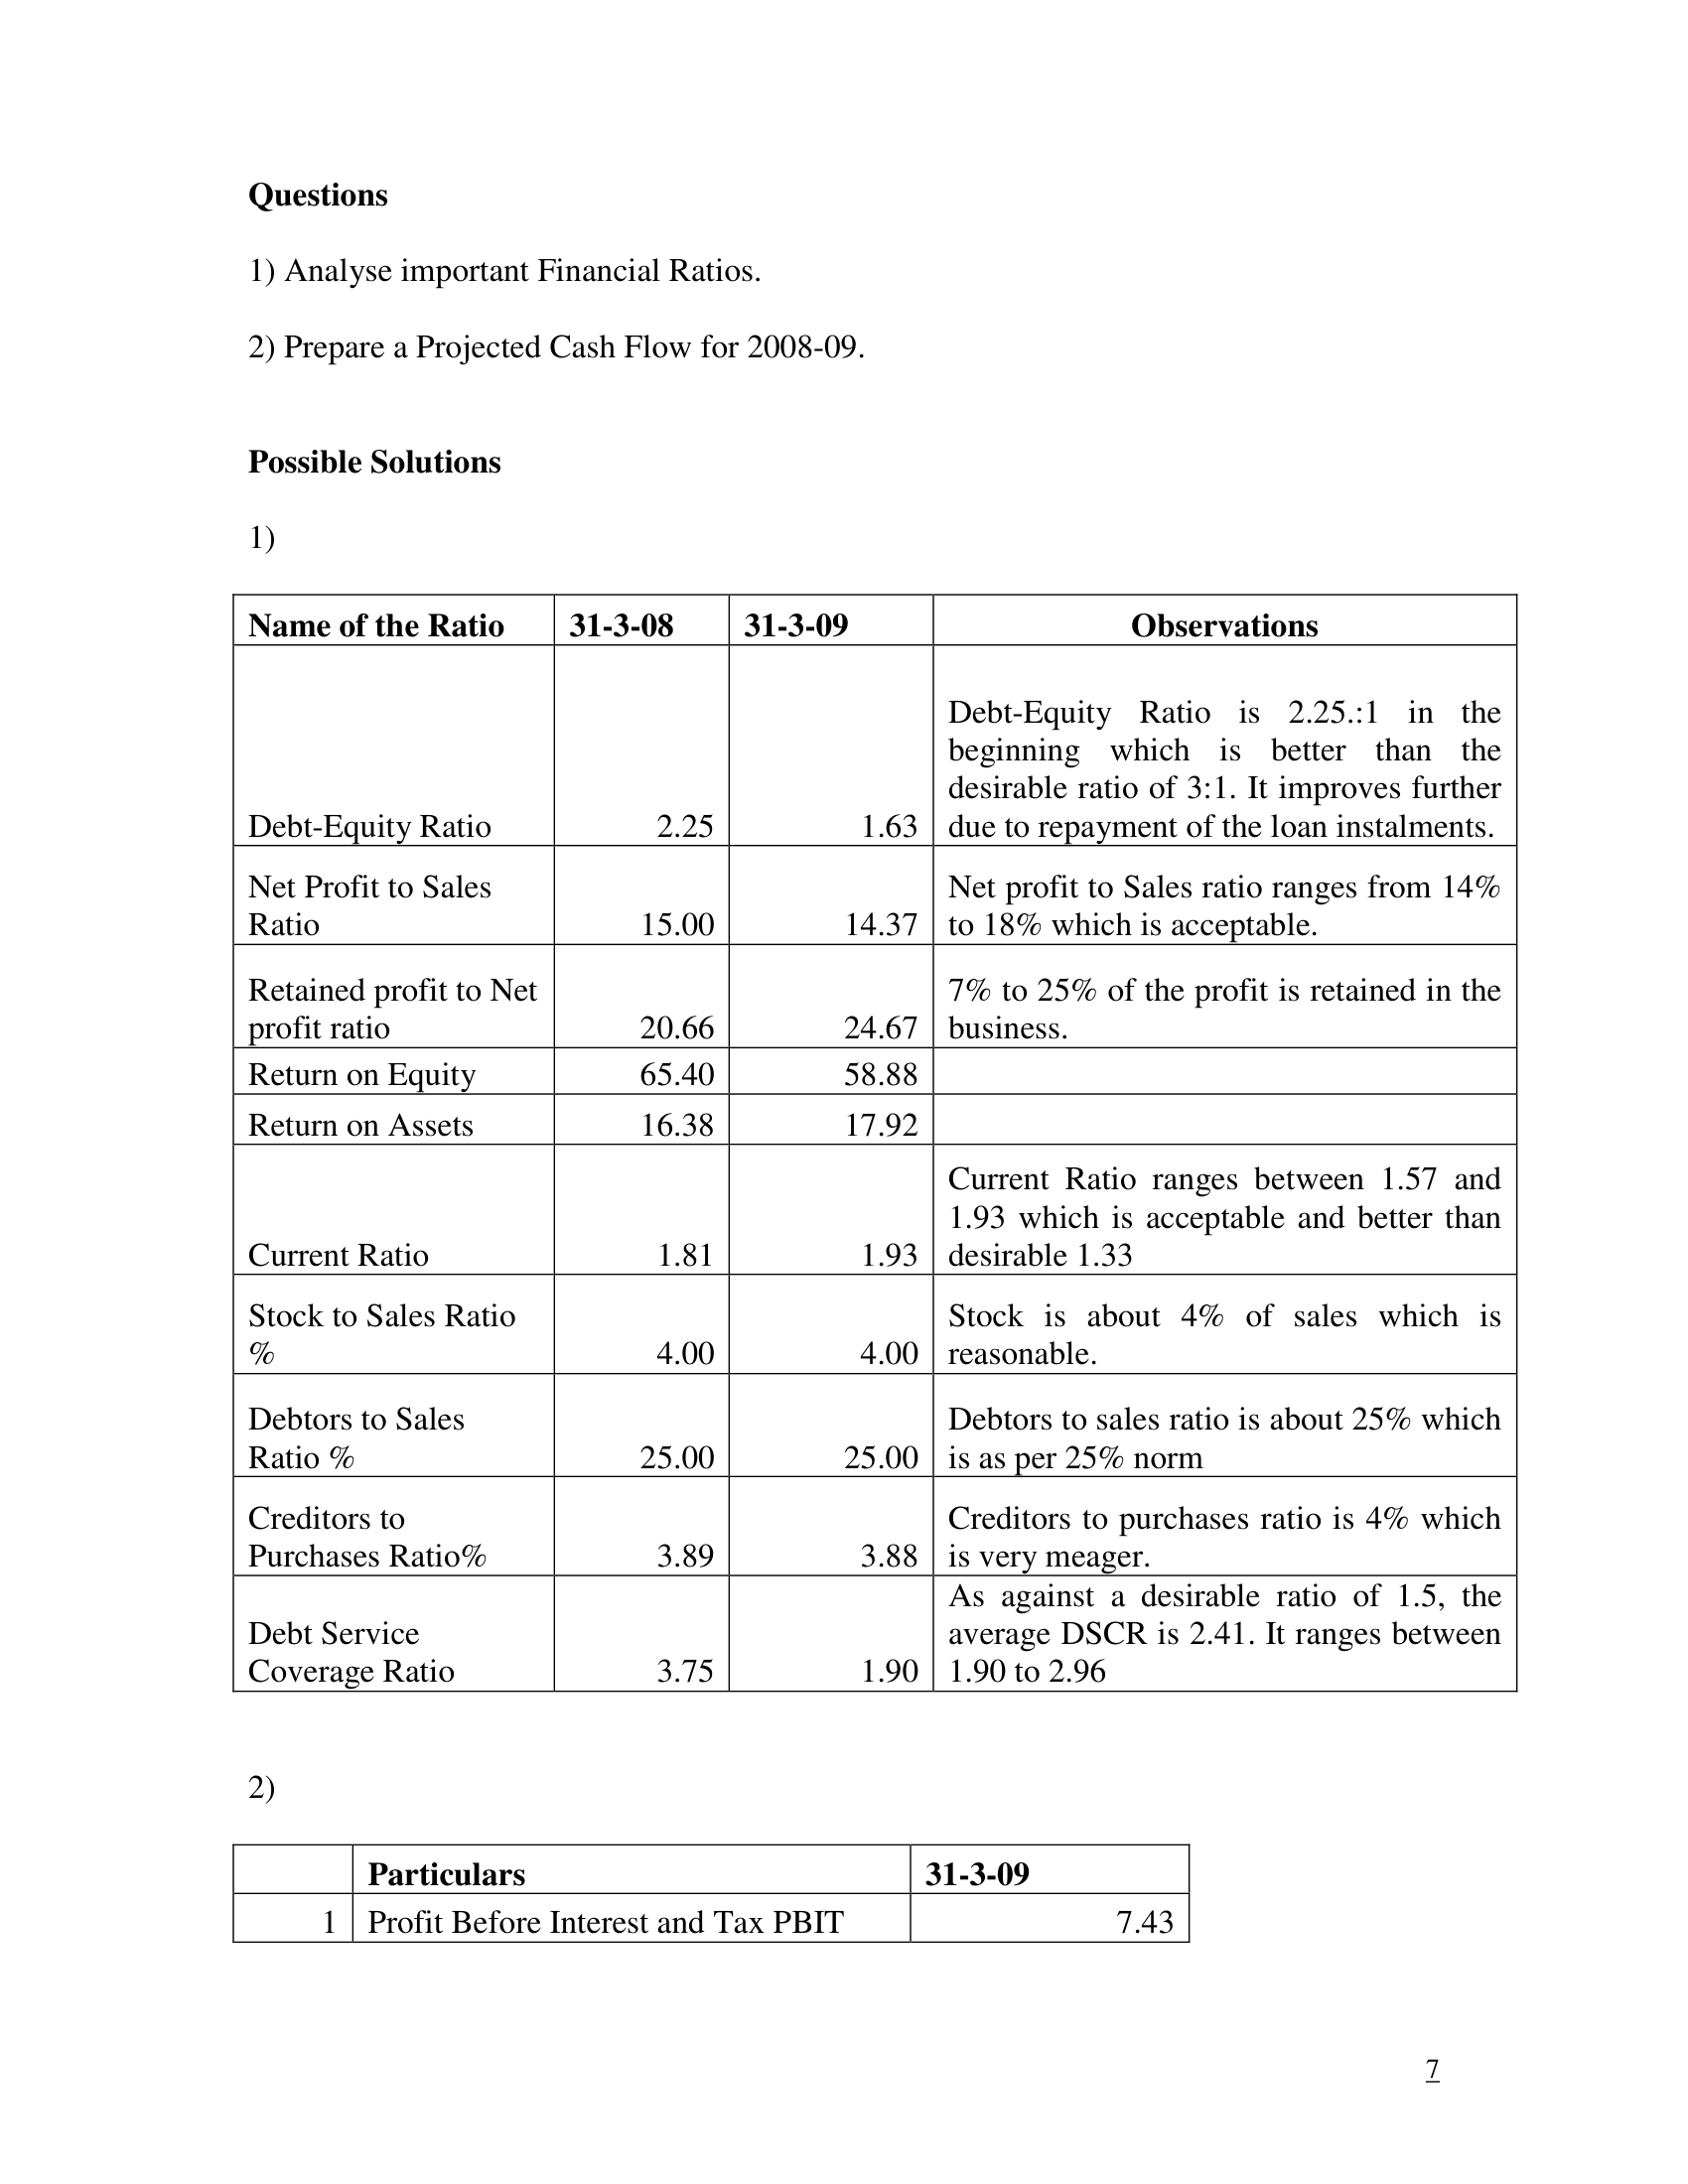 Questions
1) Analyse important Financial Ratios.
2) Prepare a Projected Cash Flow for 2008-09.
Possible Solutions
1)
Name of the Ratio 31-3-08 31-3-09 Observations
Debt-Equity Ratio is 2.25.:1 in the
beginning which is better than the
desirable ratio of 3:1. It improves further
Debt-Equity Ratio 2.25 1.63 due to repayment of the loan instalments.
Net Profit to Sales Net profit to Sales ratio ranges from 14%
Ratio 15.00 14.37 to 18% which is acceptable.
Retained profit to Net 7% to 25% of the profit is retained in the
profit ratio 20.66 24.67 business.
Return on Equity 65.40 58.88
Return on Assets 16.38 17.92
Current Ratio ranges between 1.57 and
1.93 which is acceptable and better than
Current Ratio 1.81 1.93 desirable 1.33
Stock to Sales Ratio Stock is about 4% of sales which is
% 4.00 4.00 reasonable.
Debtors to Sales Debtors to sales ratio is about 25% which
Ratio % 25.00 25.00 is as per 25% norm
Creditors to Creditors to purchases ratio is 4% which
Purchases Ratio% 3.89 3.88 is very meager.
As against a desirable ratio of 1.5, the
Debt Service average DSCR is 2.41. It ranges between
Coverage Ratio 3.75 1.90 1.90 to 2.96
2)
Particulars 31-3-09
1 Profit Before Interest and Tax PBIT 7.43
7